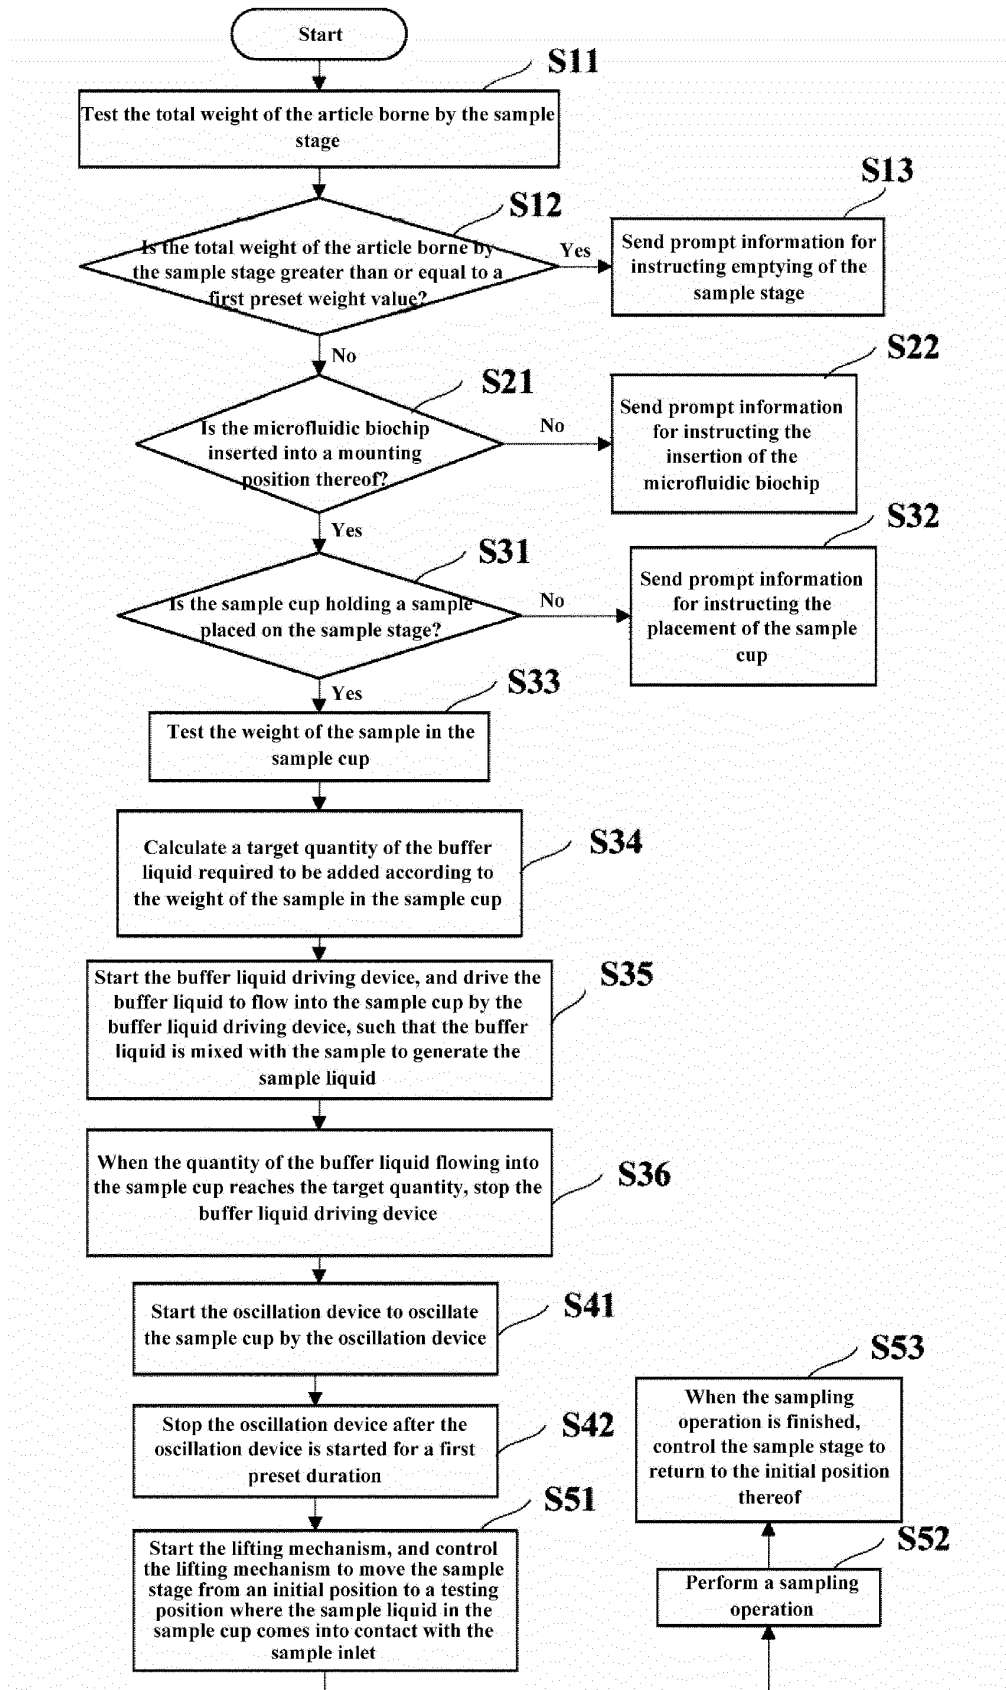 Start
S11
Test the total weight of the article borne by the sample
stage
S12
Is the total weight of the article borne by
the sample stage greater than or equal to a
first preset weight value?
Yes
S13
Send prompt information for
instructing emptying of the
sample stage
No
S21
Is the microfluidic biochip
inserted into a mounting
position thereof?
No
S22
Send prompt information
for instructing the
insertion of the
microfluidic biochip
Yes
S31
Is the sample cup holding a sample
placed on the sample stage?
No
S32
Send prompt information
for instructing the
placement of the sample
cup
Yes
S33
Test the weight of the sample in the
sample cup
S34
Calculate a target quantity of the buffer
liquid required to be added according to
the weight of the sample in the sample cup
S35
Start the buffer liquid driving device, and drive the
buffer liquid to flow into the sample cup by the
buffer liquid driving device, such that the buffer
liquid is mixed with the sample to generate the
sample liquid
S36
When the quantity of the buffer liquid flowing into
the sample cup reaches the target quantity, stop the
buffer liquid driving device
S41
Start the oscillation device to oscillate
the sample cup by the oscillation device
S42
Stop the oscillation device after the
oscillation device is started for a first
preset duration
S51
Start the lifting mechanism, and control
the lifting mechanism to move the sample
stage from an initial position to a testing
position where the sample liquid in the
sample cup comes into contact with the
sample inlet
S53
When the sampling
operation is finished,
control the sample stage to
return to the initial position
thereof
S52
Perform a sampling
operation